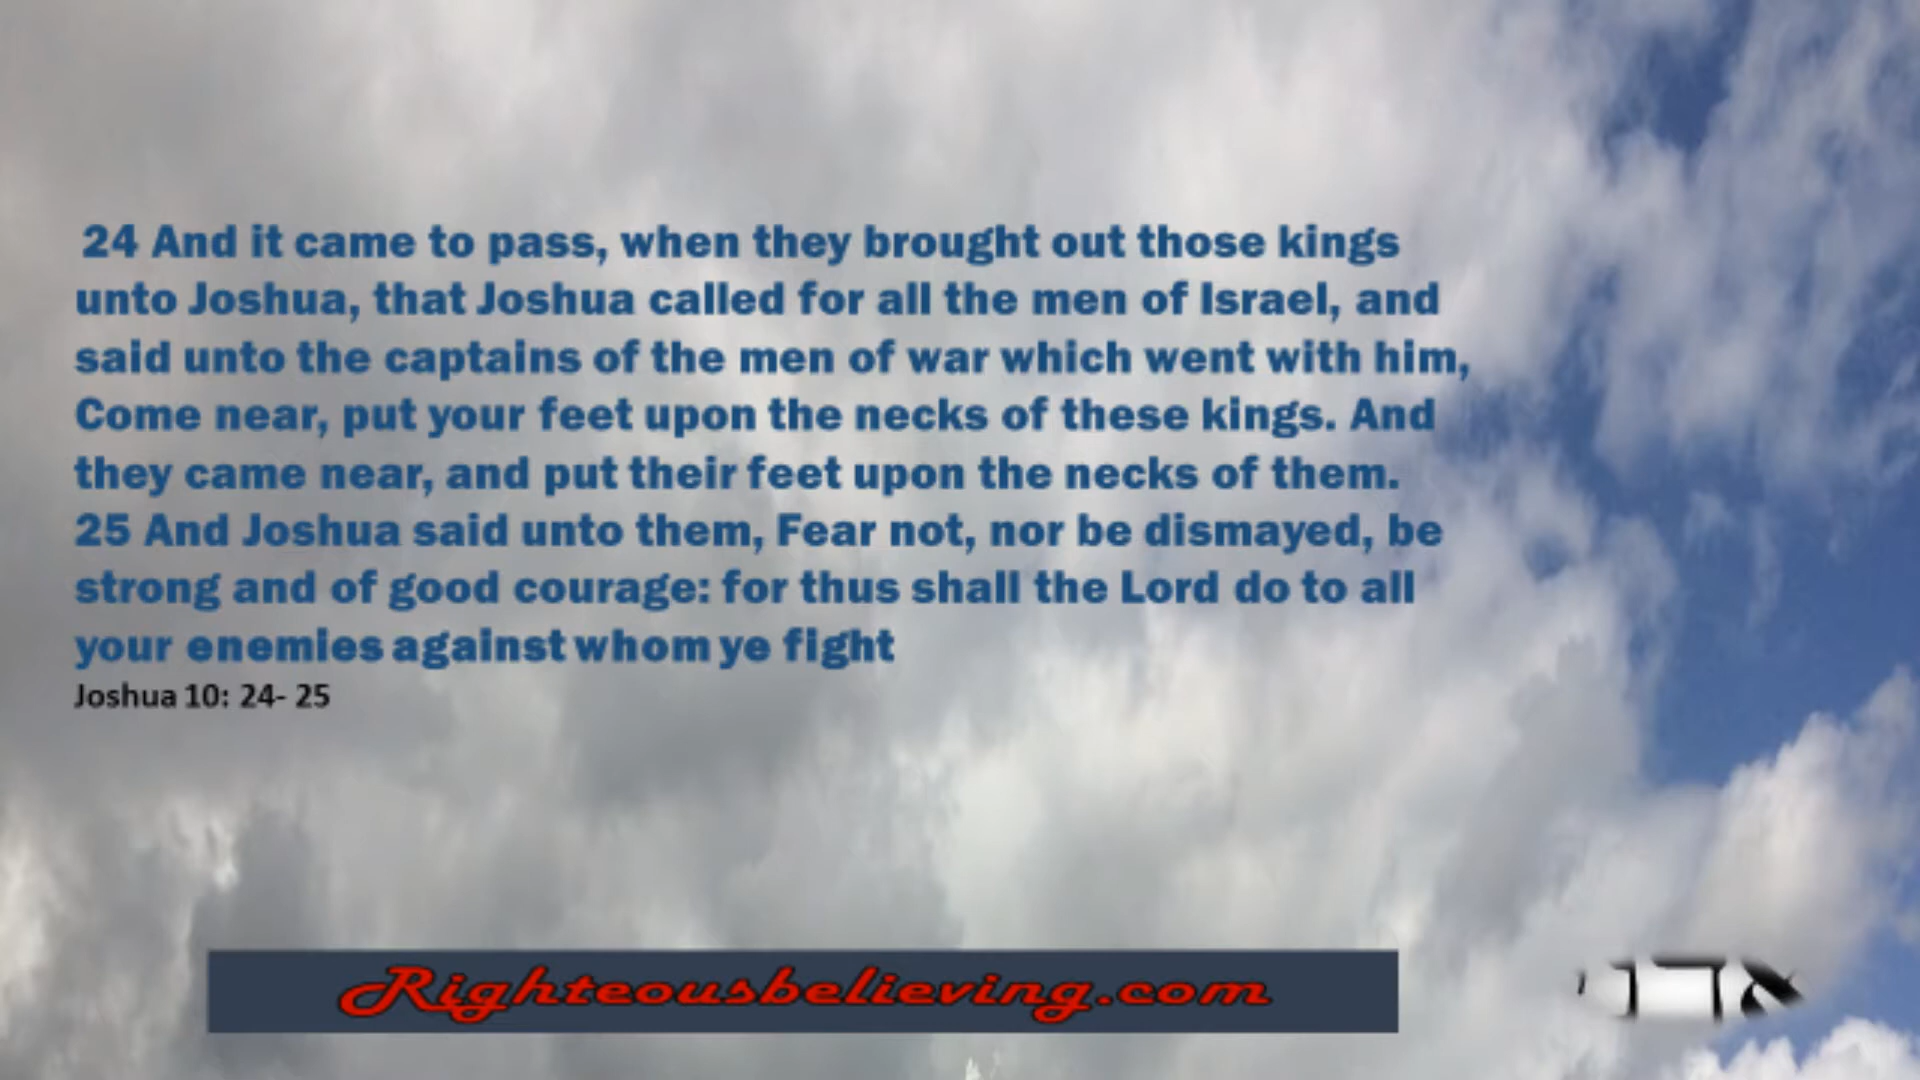 24 And it came to pass, when they brought out those kings
unto Joshua, that Joshua called for all the men of Israel, and
said unto the captains of the men of war which went with him,
Come near, put your feet upon the necks of these kings. And
they came near, and put their feet upon the necks of them.
25 And Joshua said unto them, Fear not, nor be dismayed, be
strong and of good courage: for thus shall the Lord do to all
your enemies against whom ye fight
Joshua 10: 24- 25
Righteousbelieving.com
אדני